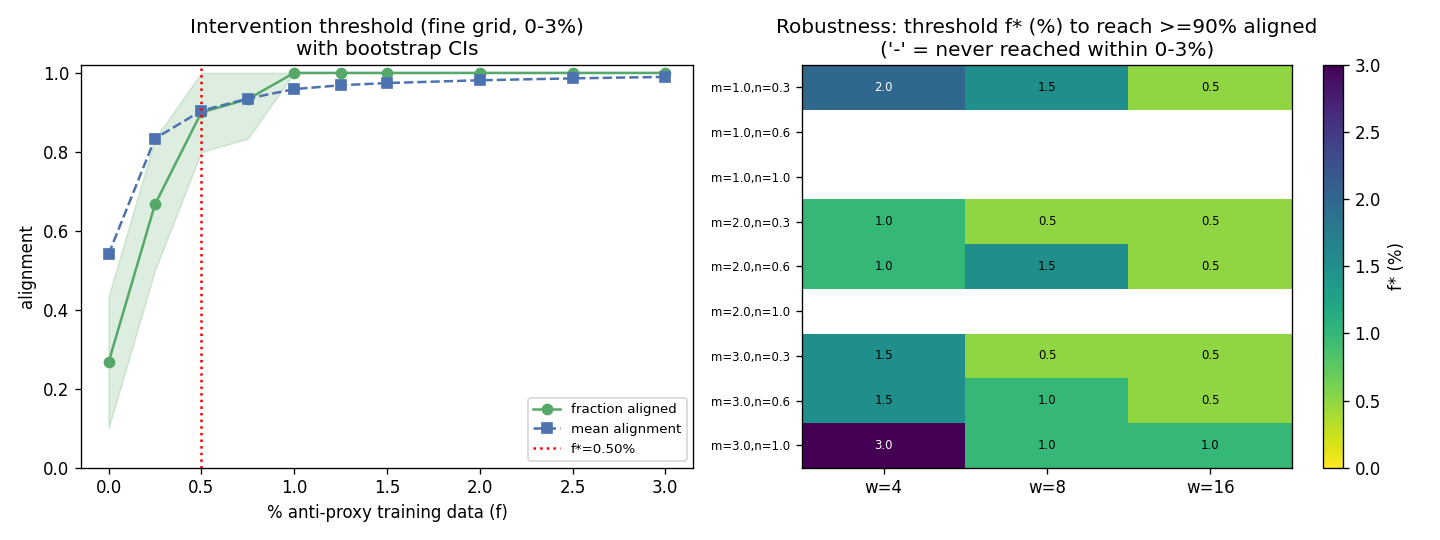 Intervention threshold (fine grid, 0-3%)
with bootstrap CIs
1.0
0.8
0.6
0.4
0.2
0.0
alignment
0.0 0.5 1.0 1.5 2.0 2.5 3.0
% anti-proxy training data (f)
fraction aligned
mean alignment
f*=0.50%
Robustness: threshold f* (%) to reach >=90% aligned
('-' = never reached within 0-3%)
m=1.0,n=0.3 2.0 1.5 0.5
m=1.0,n=0.6
m=1.0,n=1.0
m=2.0,n=0.3 1.0 0.5 0.5
m=2.0,n=0.6 1.0 1.5 0.5
m=2.0,n=1.0
m=3.0,n=0.3 1.5 0.5 0.5
m=3.0,n=0.6 1.5 1.0 0.5
m=3.0,n=1.0 3.0 1.0 1.0
w=4 w=8 w=16
3.0
2.5
2.0
1.5
1.0
0.5
0.0
f* (%)